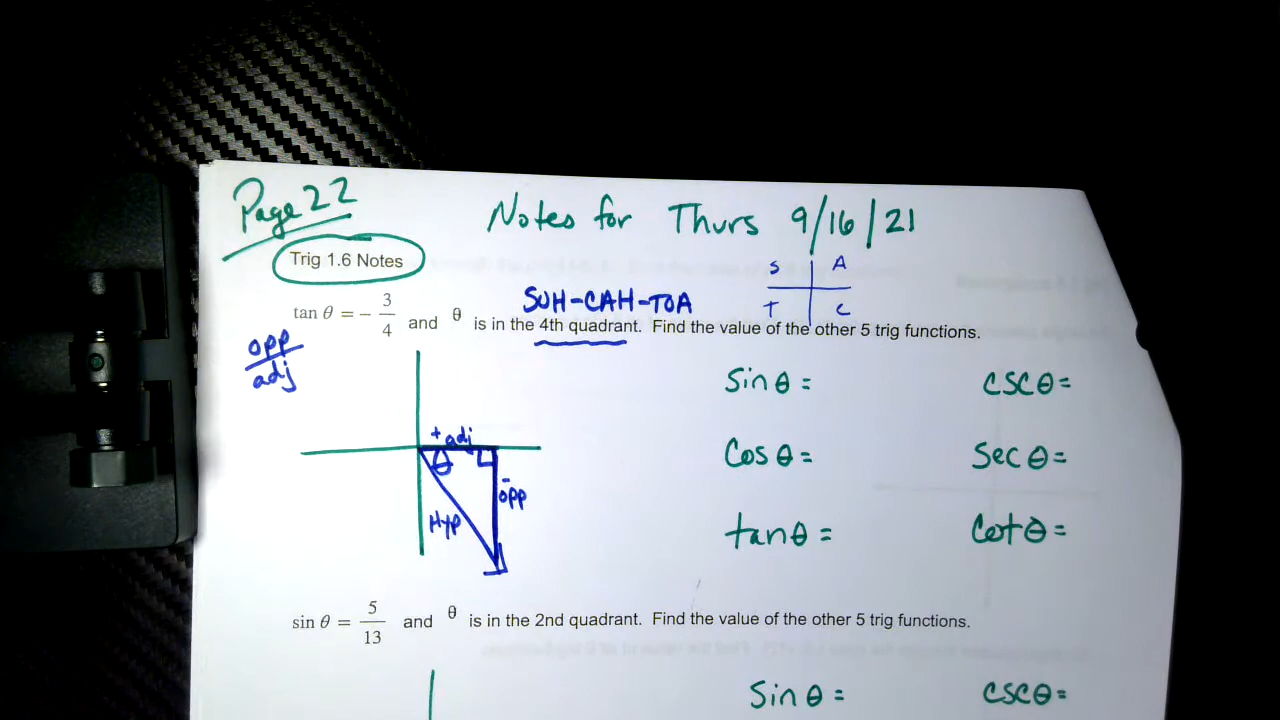 Page 22
Notes for Thurs 9/16/21
Trig 1.6 Notes
S A
T C
SOH-CAH-TOA
tan θ = - 3/4 and θ is in the 4th quadrant. Find the value of the other 5 trig functions.
opp
adj
sin θ = csc θ =
+ adj
θ
- opp
Hyp
Cos θ = Sec θ =
tan θ = Cot θ =
sin θ = 5/13 and θ is in the 2nd quadrant. Find the value of the other 5 trig functions.
Sin θ = csc θ =